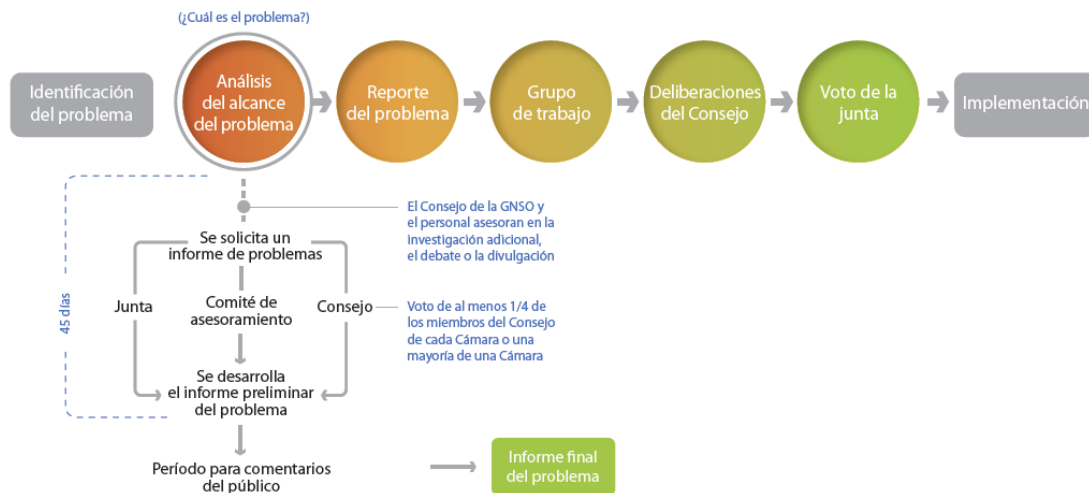 (¿Cuál es el problema?)
Identificación
del problema
Análisis
del alcance
del problema
Reporte
del problema
Grupo
de trabajo
Deliberaciones
del Consejo
Voto de la
junta
Implementación
45 días
El Consejo de la GNSO y
el personal asesoran en la
investigación adicional,
el debate o la divulgación
Se solicita un
informe de problemas
Junta
Comité de
asesoramiento
Consejo
Voto de al menos 1/4 de
los miembros del Consejo
de cada Cámara o una
mayoría de una Cámara
Se desarrolla
el informe preliminar
del problema
Período para comentarios
del público
Informe final
del problema